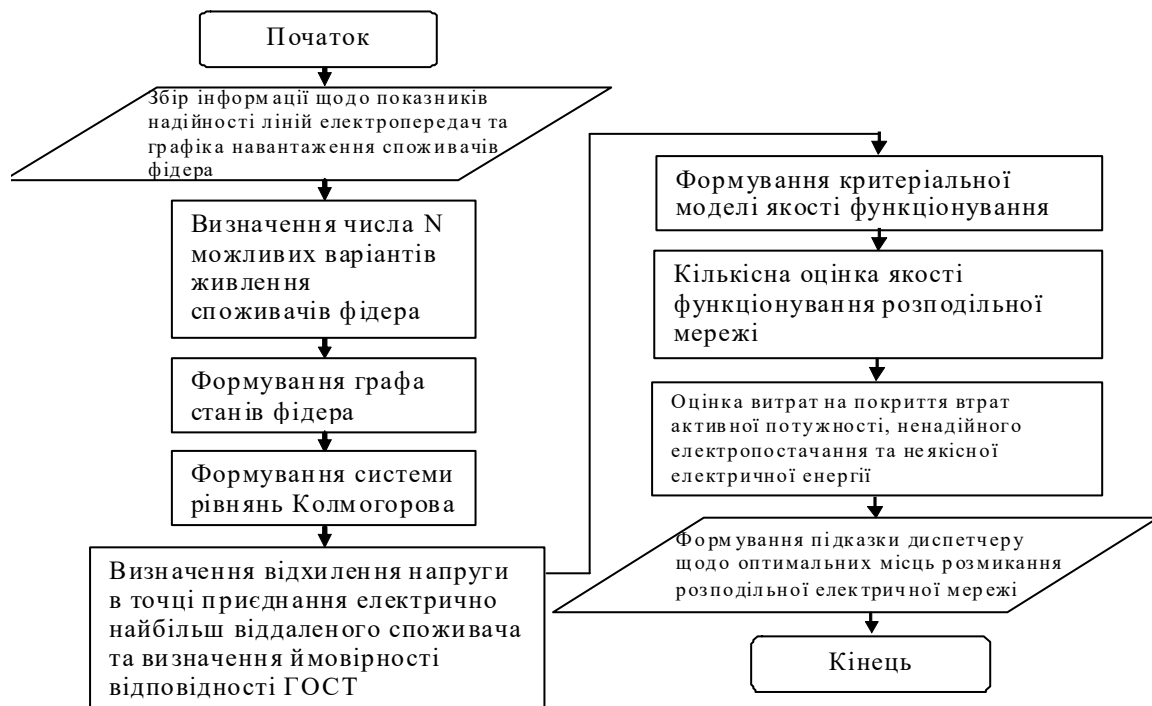 Початок
Збір інформації щодо показників
надійності ліній електропередач та
графіка навантаження споживачів
фідера
Визначення числа N
можливих варіантів
живлення
споживачів фідера
Формування графа
станів фідера
Формування системи
рівнянь Колмогорова
Визначення відхилення напруги
в точці приєднання електрично
найбільш віддаленого споживача
та визначення ймовірності
відповідності ГОСТ
Формування критеріальної
моделі якості функціонування
Кількісна оцінка якості
функціонування розподільної
мережі
Оцінка витрат на покриття втрат
активної потужності, ненадійного
електропостачання та неякісної
електричної енергії
Формування підказки диспетчеру
щодо оптимальних місць розмикання
розподільної електричної мережі
Кінець